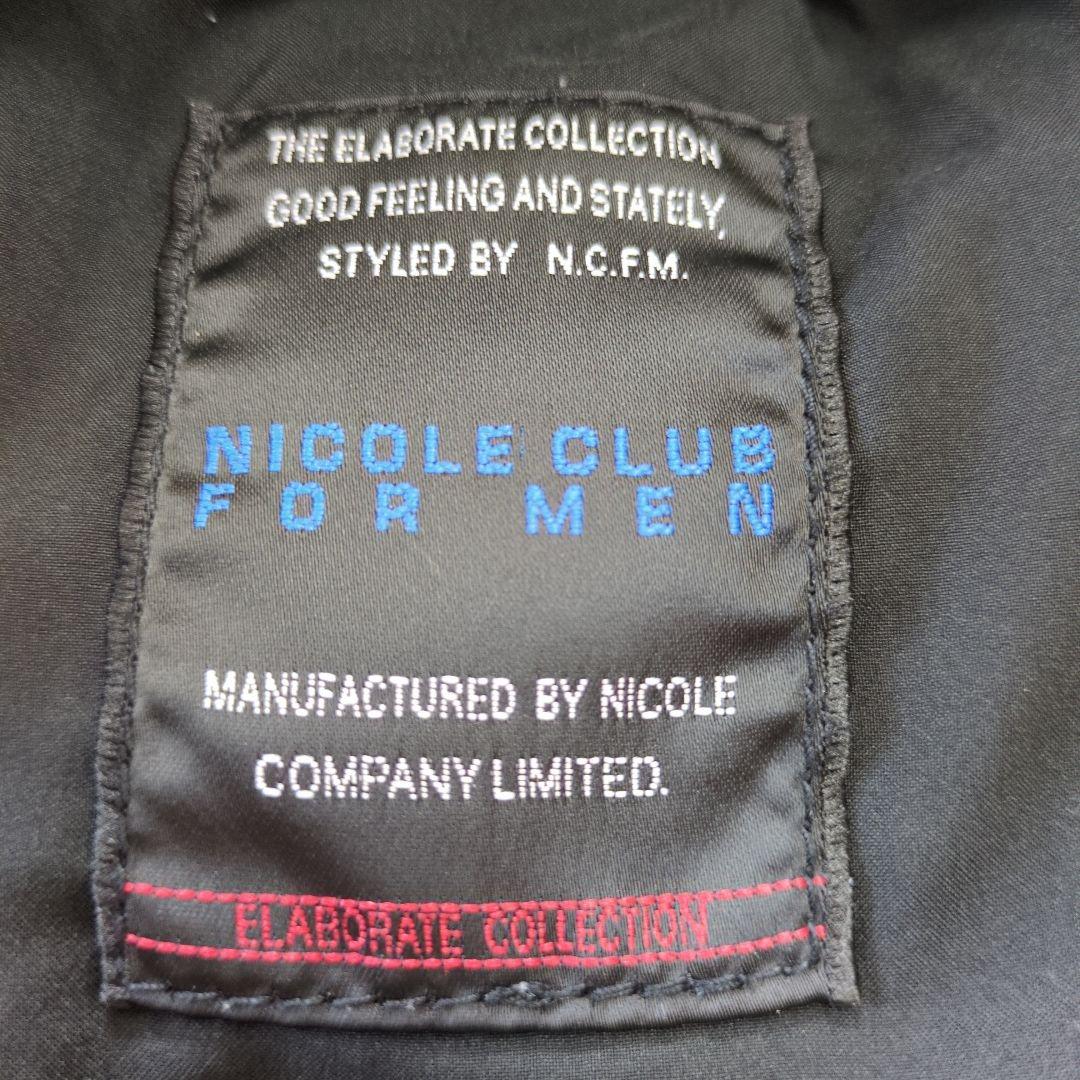 THE ELABORATE COLLECTION
GOOD FEELING AND STATELY,
STYLED BY N.C.F.M.
NICOLE CLUB
FOR MEN
MANUFACTURED BY NICOLE
COMPANY LIMITED.
ELABORATE COLLECTION